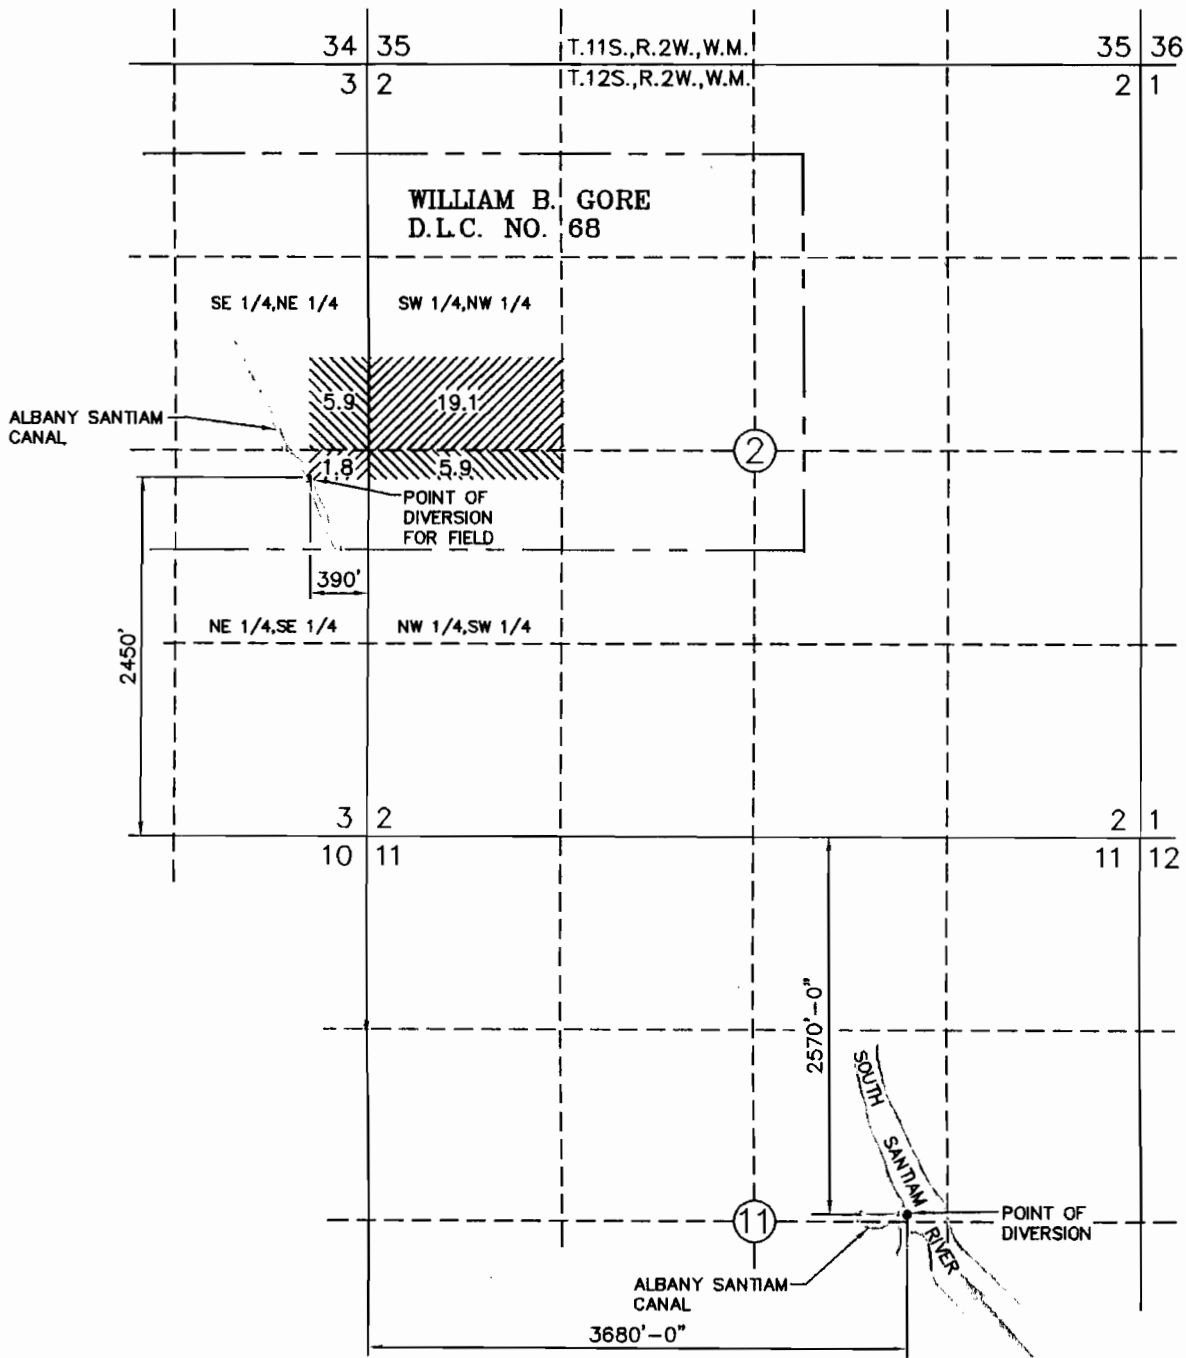 34 35
T.11S.,R.2W.,W.M.
35 36
3 2
T.12S.,R.2W.,W.M.
2 1
WILLIAM B. GORE
D.L.C. NO. 68
SE 1/4,NE 1/4
SW 1/4,NW 1/4
5.9
19.1
ALBANY SANTIAM
CANAL
2
1.8
5.9
POINT OF
DIVERSION
FOR FIELD
390'
NE 1/4,SE 1/4
NW 1/4,SW 1/4
2450'
3 2
2 1
10 11
11 12
2570'-0"
SOUTH SANTIAM RIVER
11
POINT OF
DIVERSION
ALBANY SANTIAM
CANAL
3680'-0"